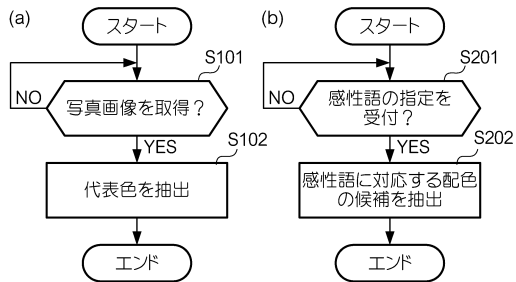 (a)
スタート
S101
NO
写真画像を取得？
YES
S102
代表色を抽出
エンド
(b)
スタート
S201
NO
感性語の指定を
受付？
YES
S202
感性語に対応する配色
の候補を抽出
エンド